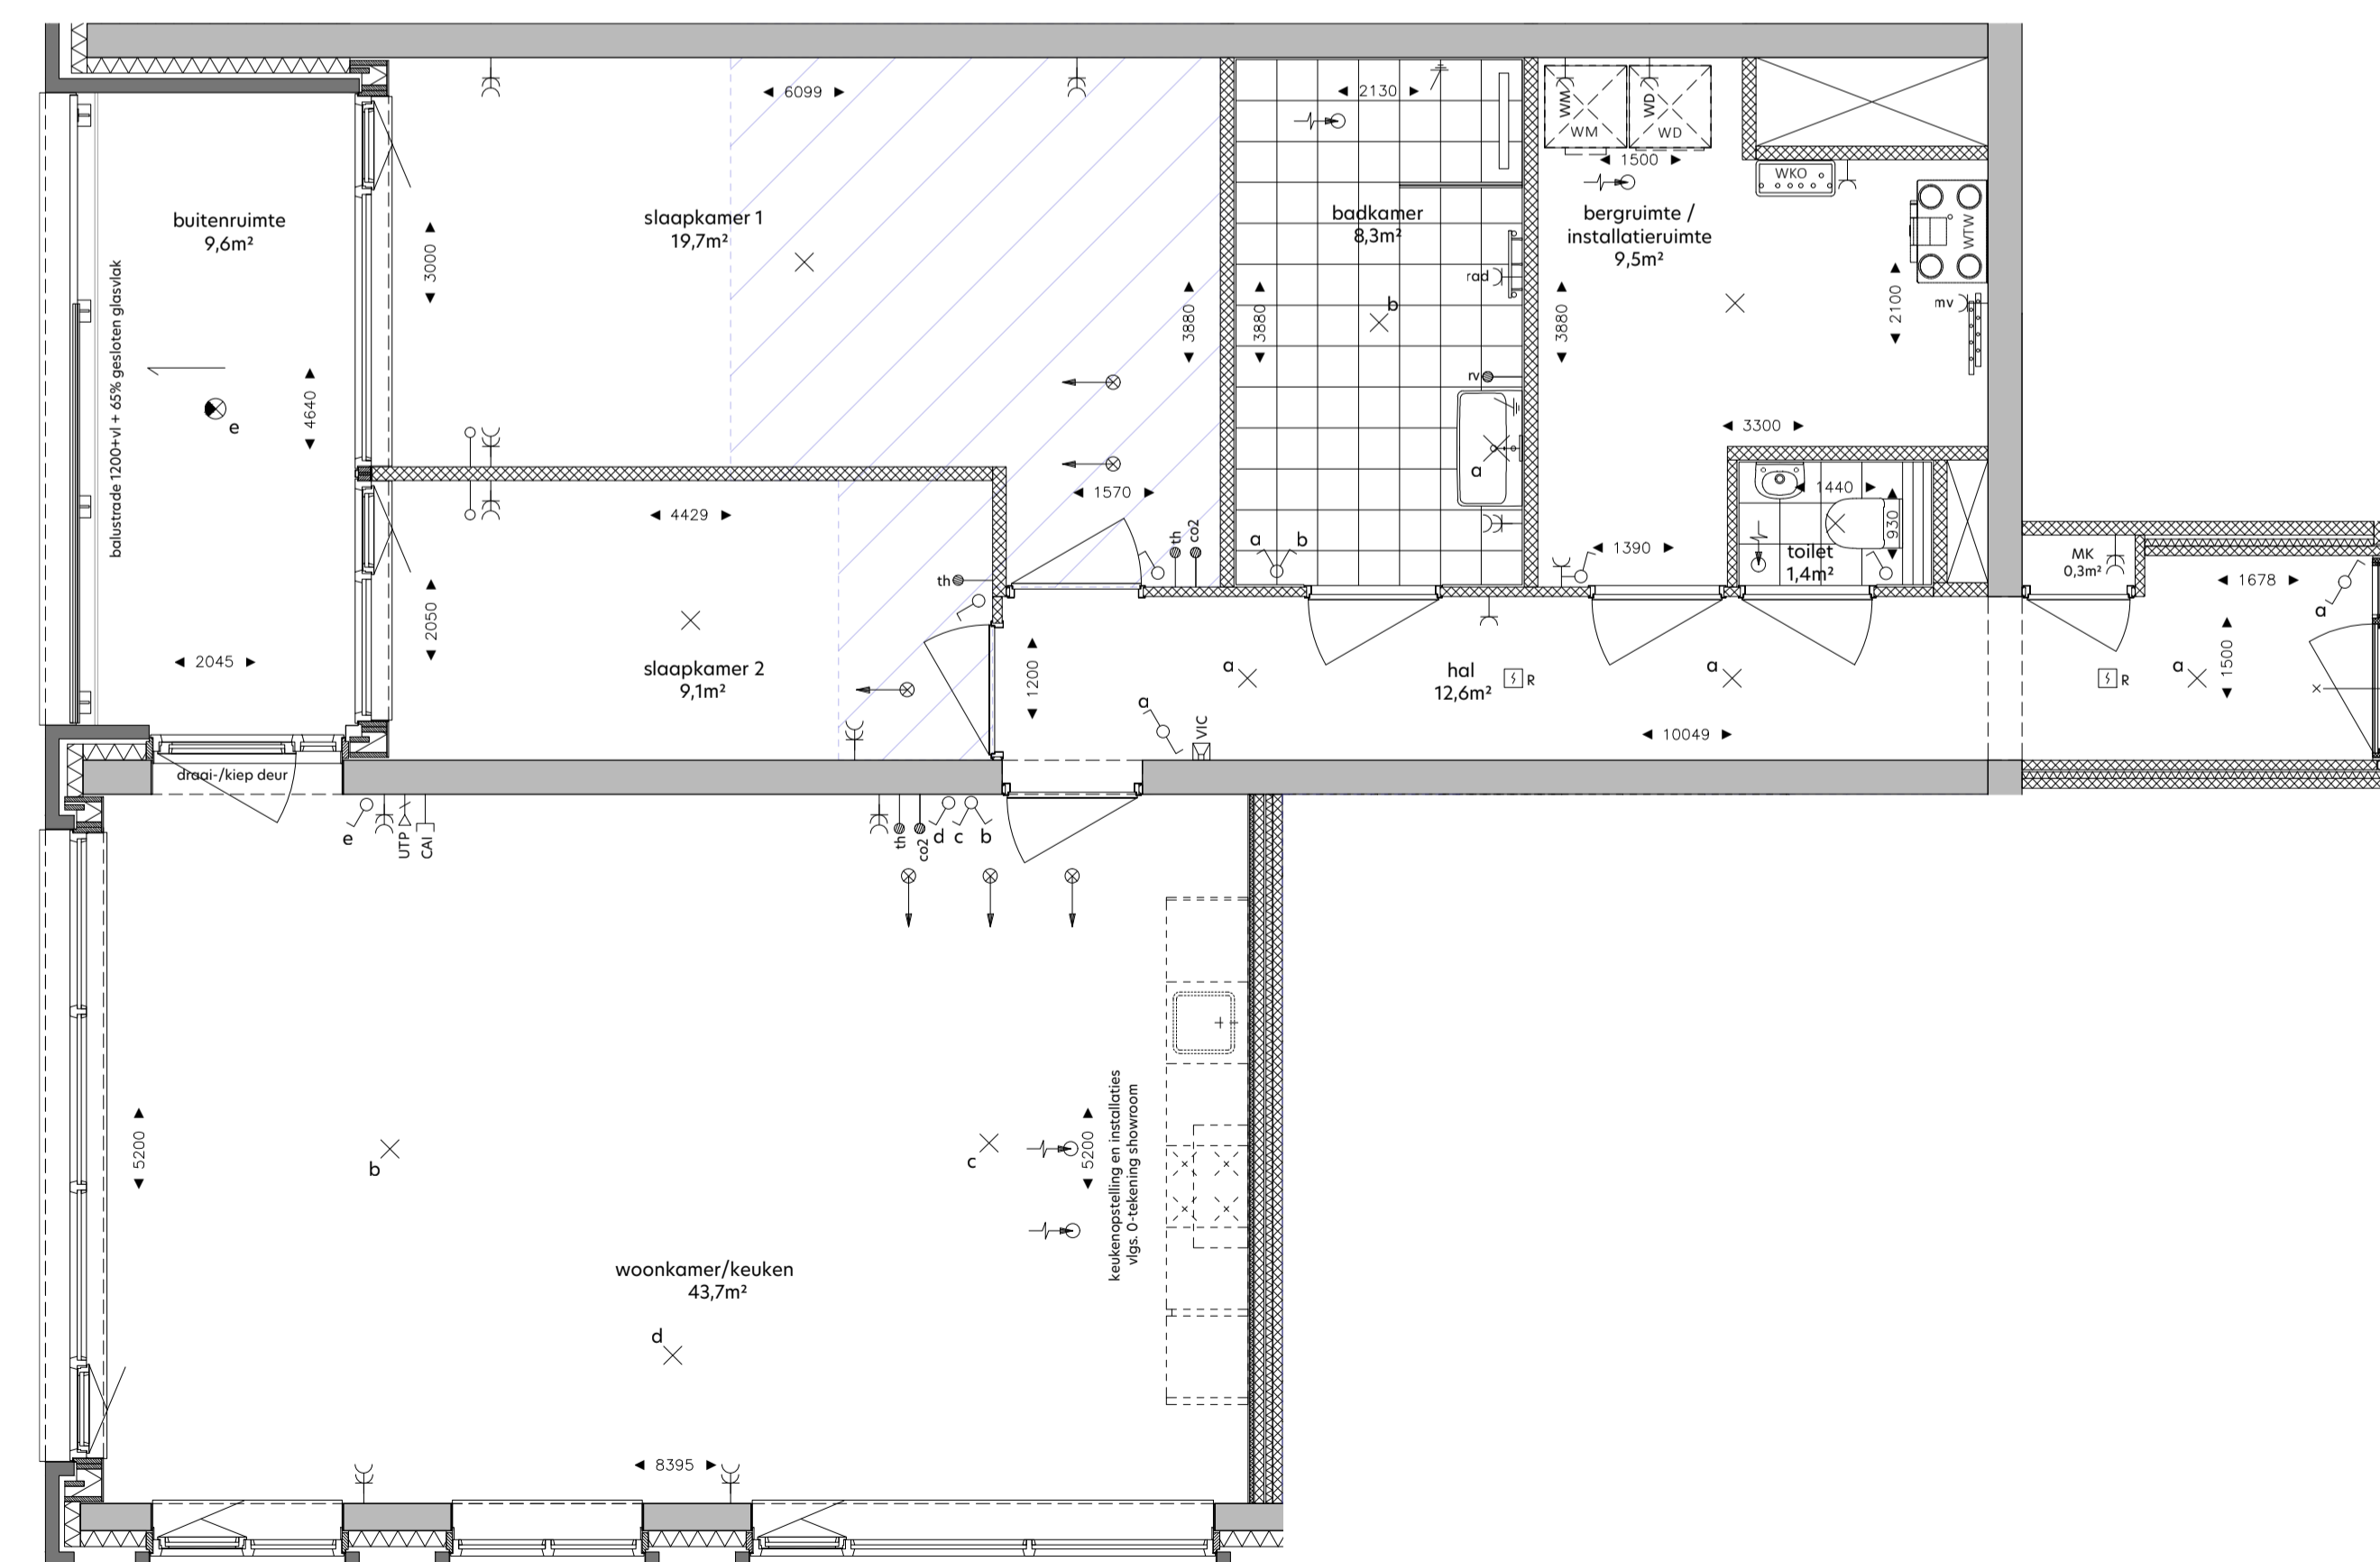 6099
2130
WM
WM
WD
WD
1500
WKO
buitenruimte
9,6m²
slaapkamer 1
19,7m²
badkamer
8,3m²
bergruimte /
installatieruimte
9,5m²
WTW
3000
rad
mv
2100
b
3880
3880
3880
balustrade 1200+vl + 65% gesloten glasvlak
4640
e
rv
3300
a
1570
1440
930
4429
a
b
th
co2
1390
toilet
1,4m²
MK
0,3m²
1678
a
th
2050
2045
slaapkamer 2
9,1m²
1200
a
hal
12,6m²
R
a
R
a
1500
a
VIC
10049
draai-/kiep deur
e
UTP
CAI
th
co2
d
c
b
5200
b
c
5200
keukenopstelling en installaties
vlgs. 0-tekening showroom
woonkamer/keuken
43,7m²
d
8395